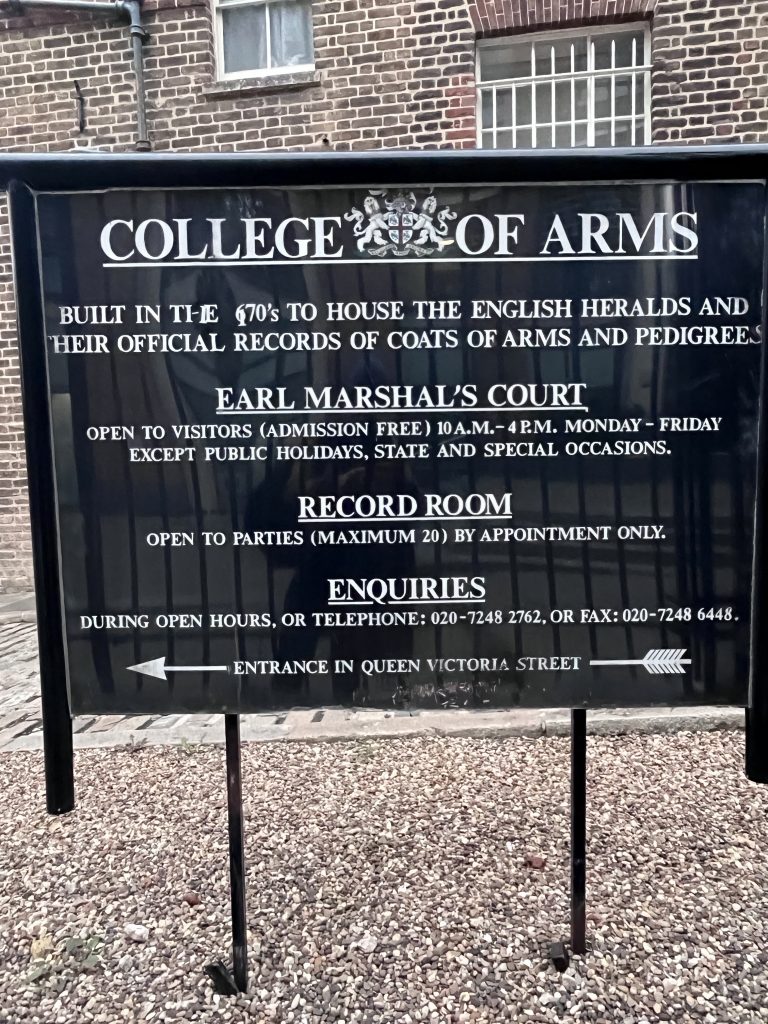 COLLEGE OF ARMS
BUILT IN THE 670's TO HOUSE THE ENGLISH HERALDS AND
HEIR OFFICIAL RECORDS OF COATS OF ARMS AND PEDIGREES
EARL MARSHAL'S COURT
OPEN TO VISITORS (ADMISSION FREE) 10 A.M. - 4 P.M. MONDAY - FRIDAY
EXCEPT PUBLIC HOLIDAYS, STATE AND SPECIAL OCCASIONS.
RECORD ROOM
OPEN TO PARTIES (MAXIMUM 20) BY APPOINTMENT ONLY.
ENQUIRIES
DURING OPEN HOURS, OR TELEPHONE: 020-7248 2762, OR FAX: 020-7248 6448.
ENTRANCE IN QUEEN VICTORIA STREET